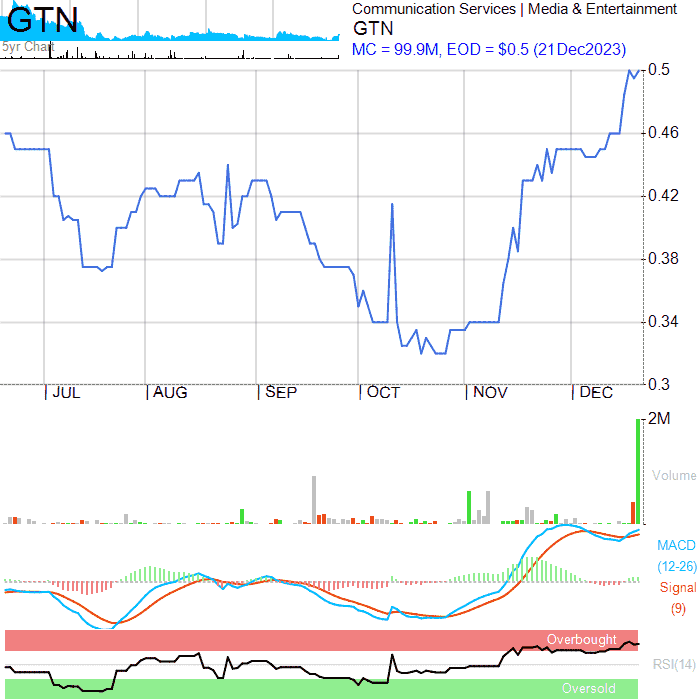 GTN
5yr Chart
Communication Services | Media & Entertainment
GTN
MC = 99.9M, EOD = $0.5 (21Dec2023)
0.5
0.46
0.42
0.38
0.34
0.3
JUL
AUG
SEP
OCT
NOV
DEC
2M
Volume
MACD
(12-26)
Signal
(9)
Overbought
RSI(14)
Oversold